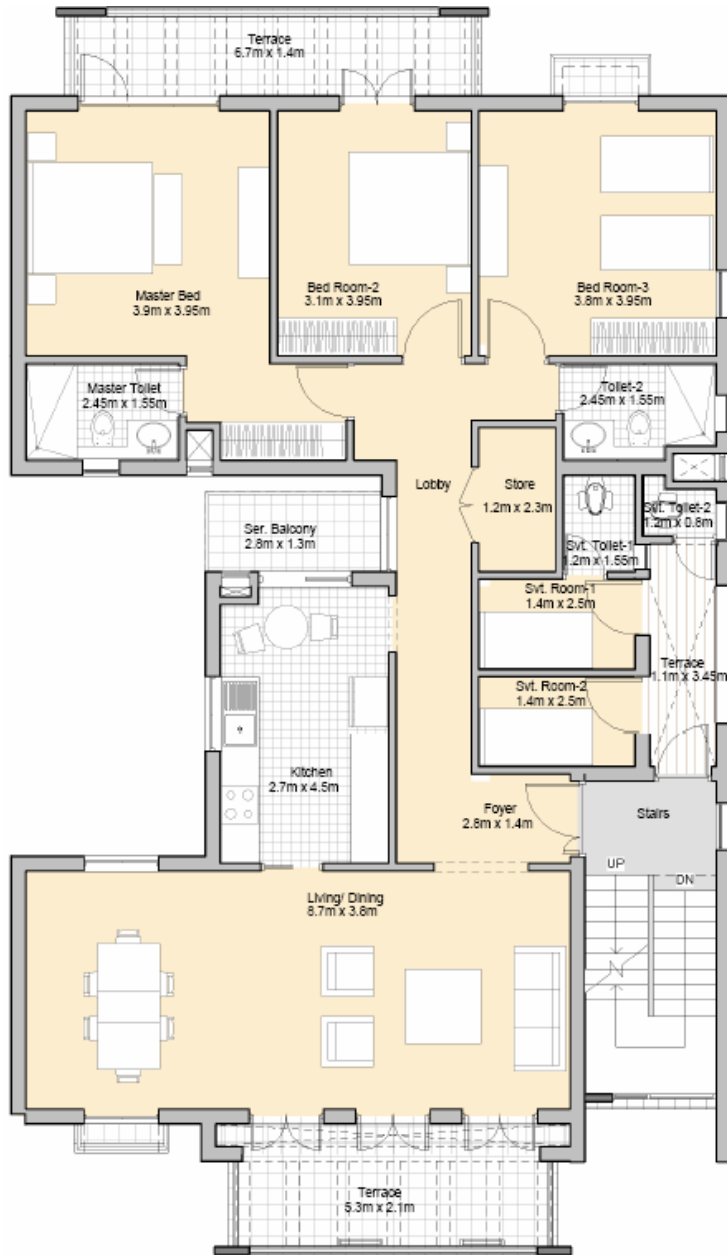 Terrace
6.7m x 1.4m
Master Bed
3.9m x 3.95m
Bed Room-2
3.1m x 3.95m
Bed Room-3
3.8m x 3.95m
Master Toilet
2.45m x 1.55m
Toilet-2
2.45m x 1.55m
Lobby
Store
1.2m x 2.3m
Svt. Toilet-2
1.2m x 0.8m
Ser. Balcony
2.8m x 1.3m
Svt. Toilet-1
1.2m x 1.55m
Svt. Room-1
1.4m x 2.5m
Terrace
1.1m x 3.45m
Svt. Room-2
1.4m x 2.5m
Kitchen
2.7m x 4.5m
Foyer
2.8m x 1.4m
Stairs
UP
DN
Living/ Dining
8.7m x 3.8m
Terrace
5.3m x 2.1m